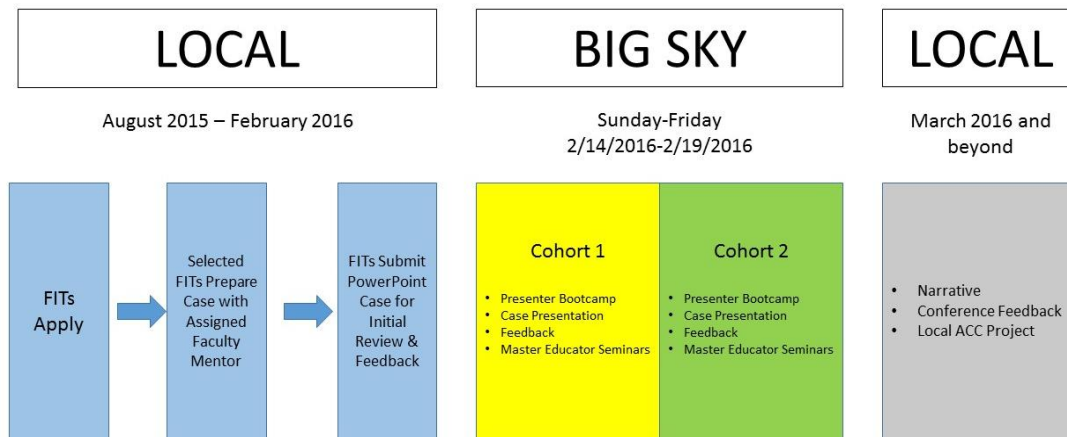 LOCAL
August 2015 – February 2016
FITs
Apply
Selected
FITs Prepare
Case with
Assigned
Faculty
Mentor
FITs Submit
PowerPoint
Case for
Initial
Review &
Feedback
BIG SKY
Sunday-Friday
2/14/2016-2/19/2016
Cohort 1
• Presenter Bootcamp
• Case Presentation
• Feedback
• Master Educator Seminars
Cohort 2
• Presenter Bootcamp
• Case Presentation
• Feedback
• Master Educator Seminars
LOCAL
March 2016 and
beyond
• Narrative
• Conference Feedback
• Local ACC Project